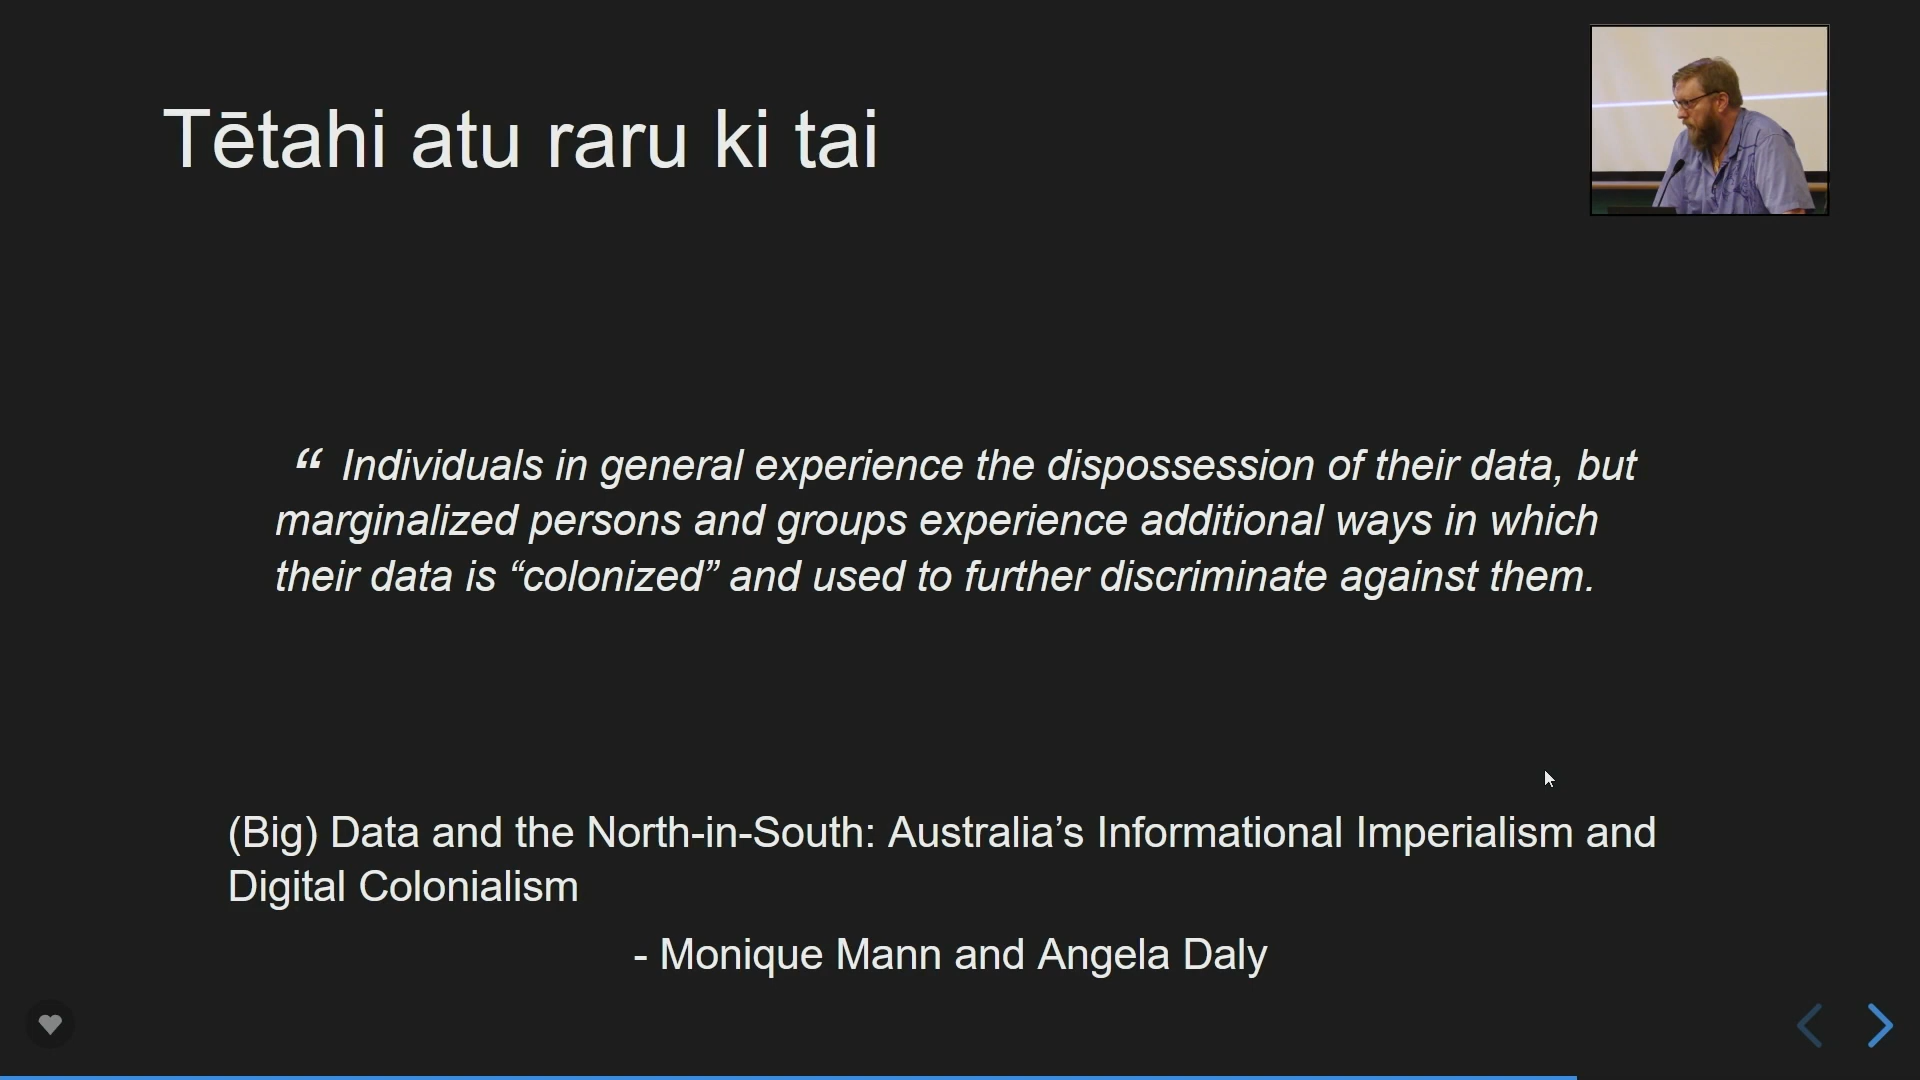 Tētahi atu raru ki tai
“ Individuals in general experience the dispossession of their data, but
marginalized persons and groups experience additional ways in which
their data is “colonized” and used to further discriminate against them.
(Big) Data and the North-in-South: Australia’s Informational Imperialism and
Digital Colonialism
- Monique Mann and Angela Daly